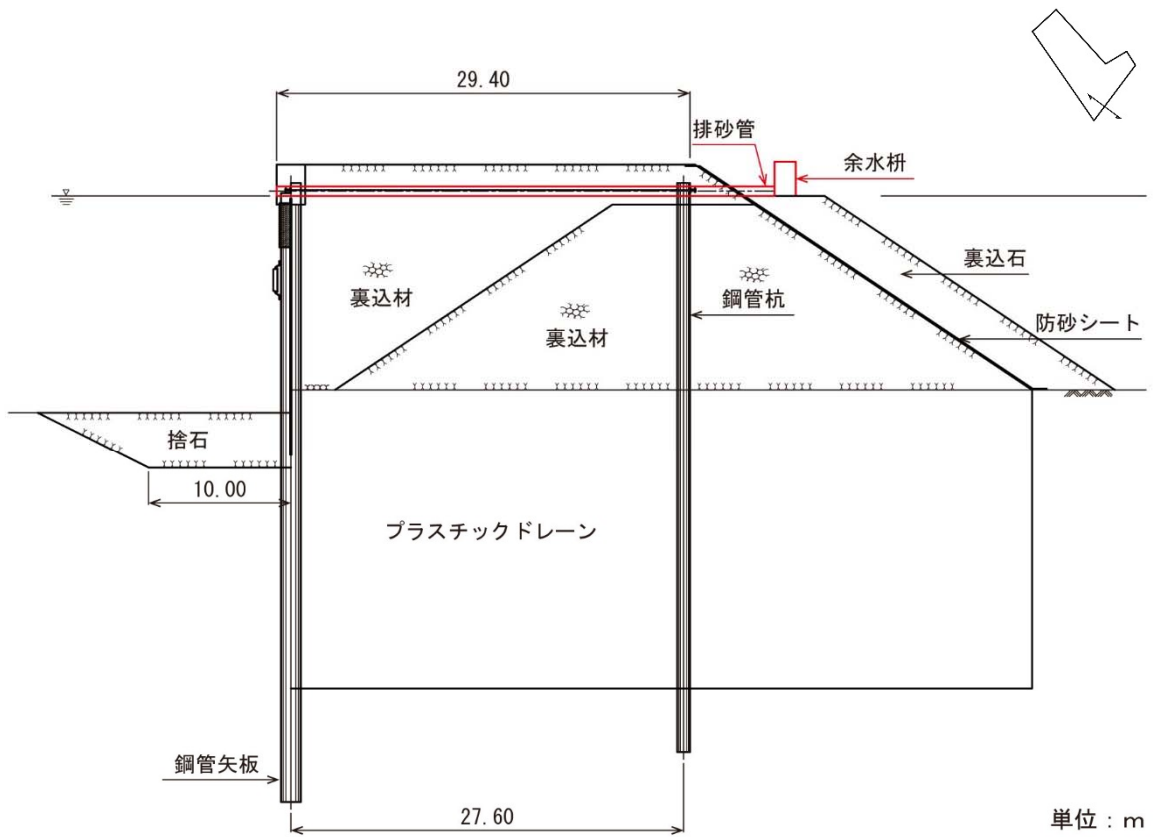 29.40
排砂管
余水枡
裏込石
裏込材
鋼管杭
裏込材
防砂シート
捨石
10.00
プラスチックドレーン
鋼管矢板
27.60
単位：m